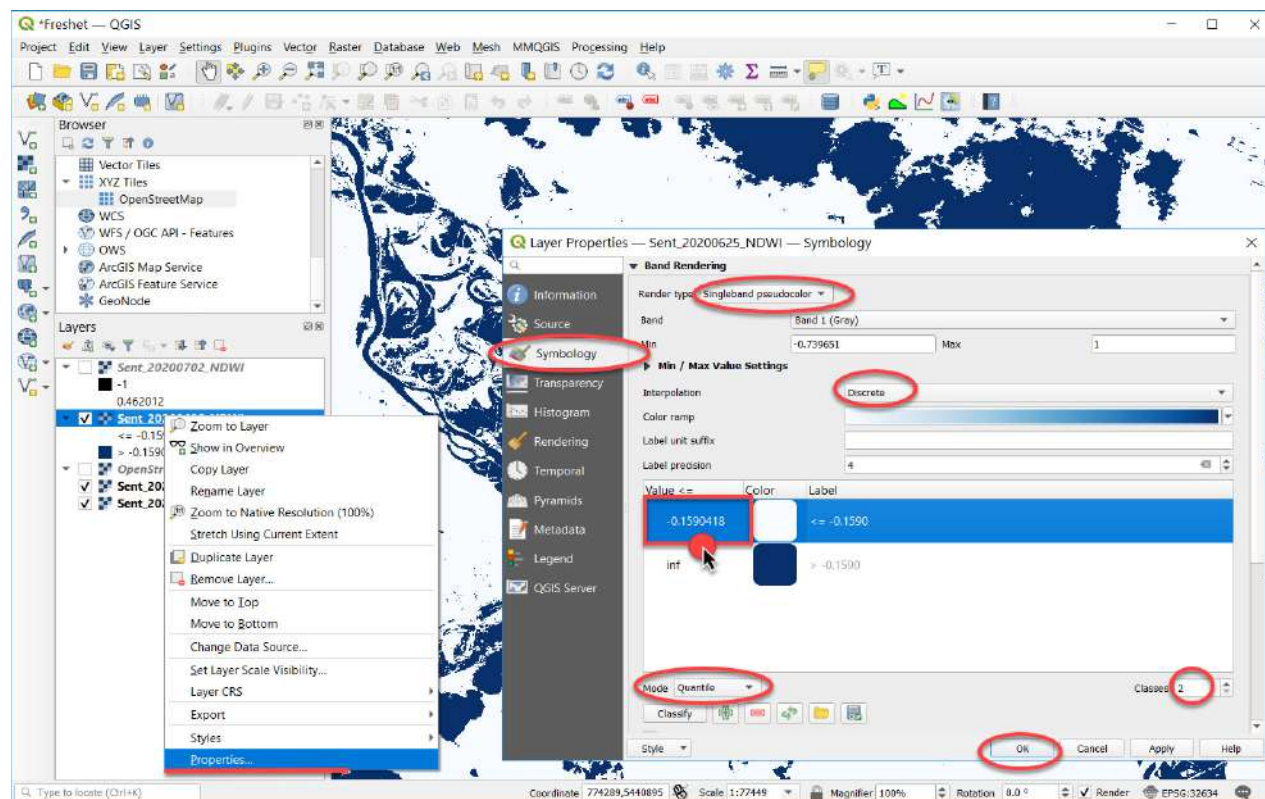 *Freshet — QGIS
Project Edit View Layer Settings Plugins Vector Raster Database Web Mesh MMQGIS Processing Help
Browser
Vector Tiles
XYZ Tiles
OpenStreetMap
WCS
WFS / OGC API - Features
OWS
ArcGIS Map Service
ArcGIS Feature Service
GeoNode
Layers
Sent_20200702_NDWI
-1
0.462012
<= -0.15
> -0.1590
OpenStr
Sent_20
Sent_20
Zoom to Layer
Show in Overview
Copy Layer
Rename Layer
Zoom to Native Resolution (100%)
Stretch Using Current Extent
Duplicate Layer
Remove Layer...
Move to Top
Move to Bottom
Change Data Source...
Set Layer Scale Visibility...
Layer CRS
Export
Styles
Properties...
Layer Properties — Sent_20200625_NDWI — Symbology
Information
Source
Symbology
Transparency
Histogram
Rendering
Temporal
Pyramids
Metadata
Legend
QGIS Server
Band Rendering
Render type Singleband pseudocolor
Band Band 1 (Gray)
Min -0.739651 Max 1
Min / Max Value Settings
Interpolation Discrete
Color ramp
Label unit suffix
Label precision 4
Value <= Color Label
-0.1590418 <= -0.1590
inf > -0.1590
Mode Quantile Classes 2
Classify
Style OK Cancel Apply Help
Type to locate (Ctrl+K) Coordinate 774289,5440895 Scale 1:77449 Magnifier 100% Rotation 0.0 ° Render EPSG:32634